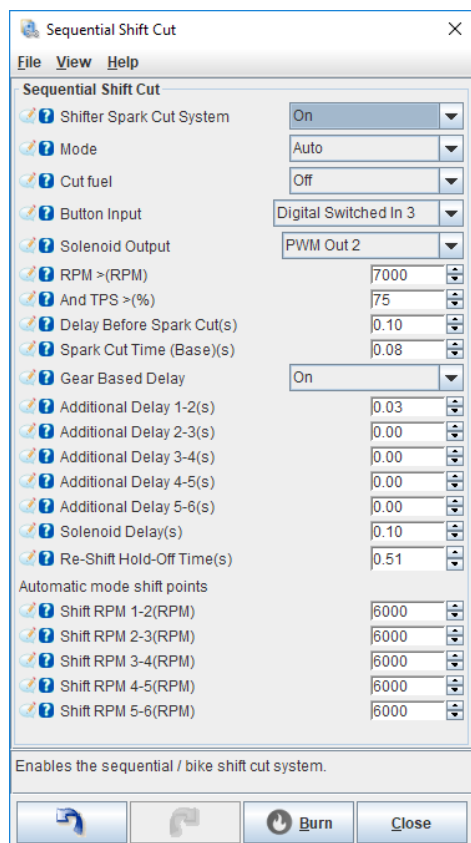 Sequential Shift Cut
File View Help
Sequential Shift Cut
Shifter Spark Cut System On
Mode Auto
Cut fuel Off
Button Input Digital Switched In 3
Solenoid Output PWM Out 2
RPM >(RPM) 7000
And TPS >(%) 75
Delay Before Spark Cut(s) 0.10
Spark Cut Time (Base)(s) 0.08
Gear Based Delay On
Additional Delay 1-2(s) 0.03
Additional Delay 2-3(s) 0.00
Additional Delay 3-4(s) 0.00
Additional Delay 4-5(s) 0.00
Additional Delay 5-6(s) 0.00
Solenoid Delay(s) 0.10
Re-Shift Hold-Off Time(s) 0.51
Automatic mode shift points
Shift RPM 1-2(RPM) 6000
Shift RPM 2-3(RPM) 6000
Shift RPM 3-4(RPM) 6000
Shift RPM 4-5(RPM) 6000
Shift RPM 5-6(RPM) 6000
Enables the sequential / bike shift cut system.
Burn Close